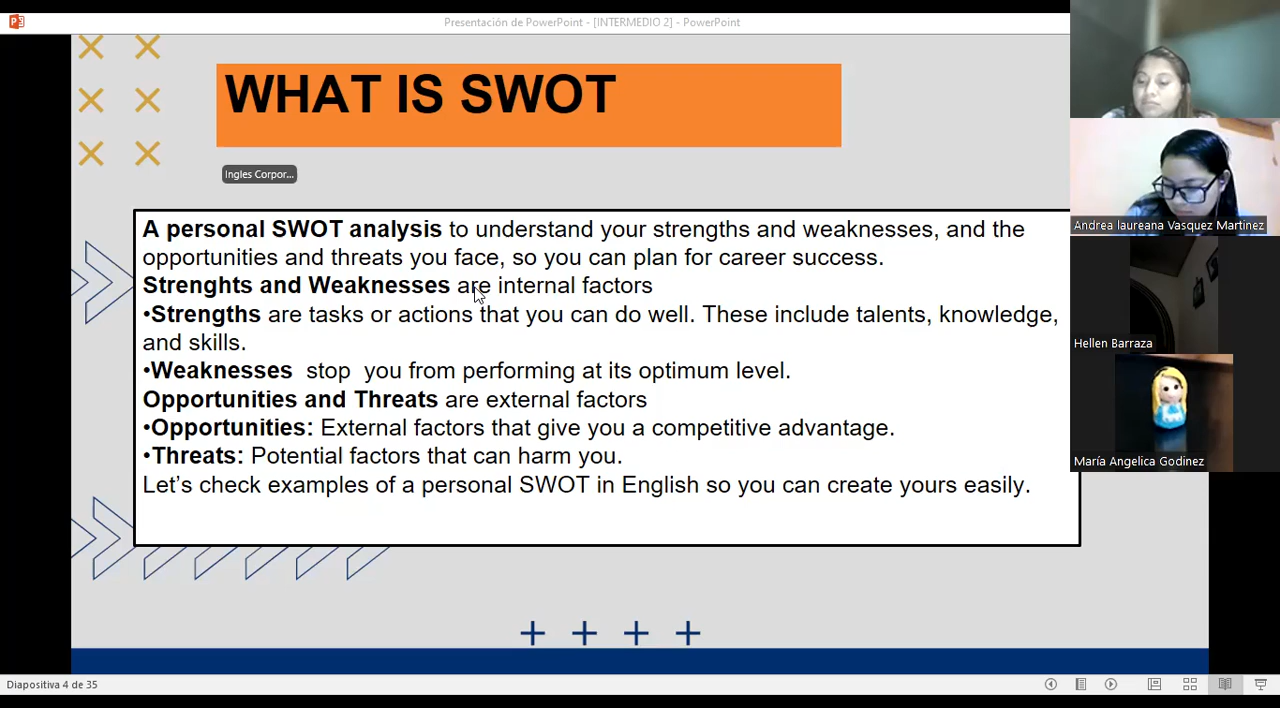 Presentación de PowerPoint - [INTERMEDIO 2] - PowerPoint
WHAT IS SWOT
Ingles Corpor...
A personal SWOT analysis to understand your strengths and weaknesses, and the
opportunities and threats you face, so you can plan for career success.
Strenghts and Weaknesses are internal factors
•Strengths are tasks or actions that you can do well. These include talents, knowledge,
and skills.
•Weaknesses stop you from performing at its optimum level.
Opportunities and Threats are external factors
•Opportunities: External factors that give you a competitive advantage.
•Threats: Potential factors that can harm you.
Let's check examples of a personal SWOT in English so you can create yours easily.
Andrea laureana Vasquez Martinez
Hellen Barraza
María Angelica Godinez
Diapositiva 4 de 35